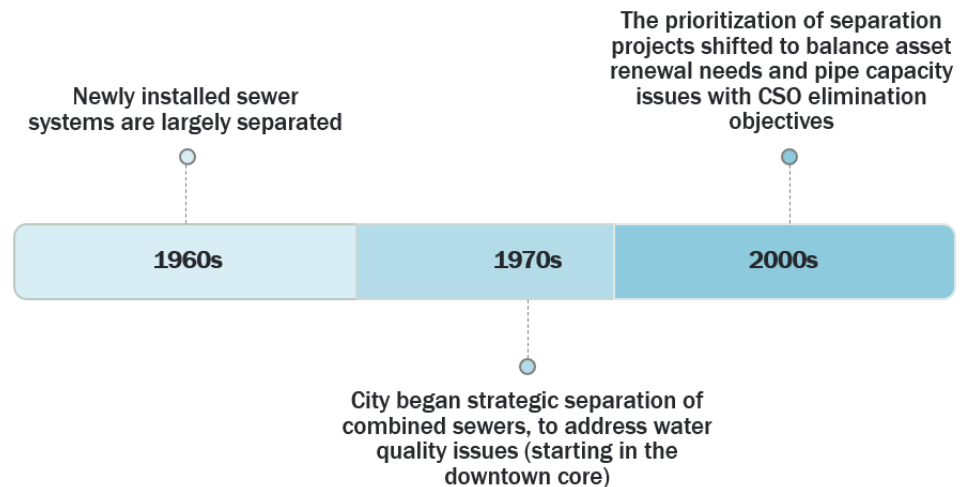 The prioritization of separation
projects shifted to balance asset
renewal needs and pipe capacity
issues with CSO elimination
objectives
Newly installed sewer
systems are largely separated
1960s
1970s
2000s
City began strategic separation of
combined sewers, to address water
quality issues (starting in the
downtown core)